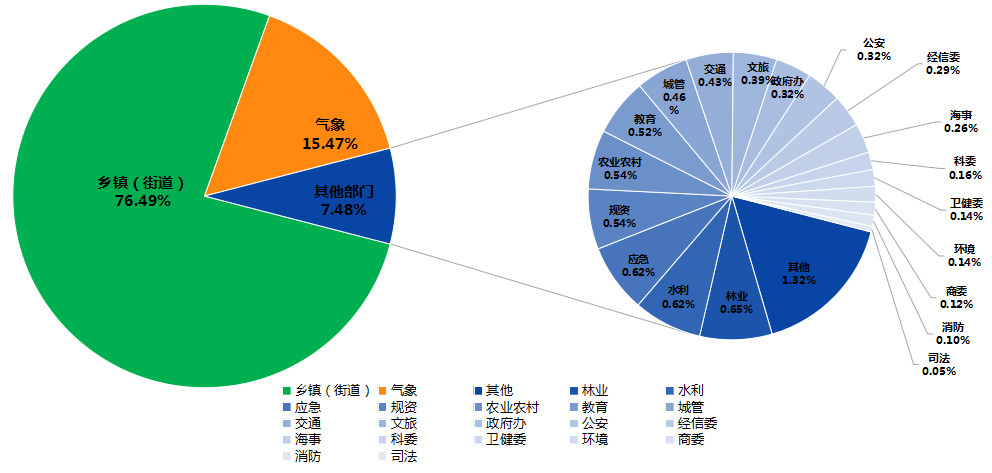 乡镇（街道）
76.49%
气象
15.47%
其他部门
7.48%
交通
0.43%
文旅
0.39%
政府办
0.32%
公安
0.32%
经信委
0.29%
海事
0.26%
科委
0.16%
卫健委
0.14%
环境
0.14%
商委
0.12%
消防
0.10%
司法
0.05%
其他
1.32%
林业
0.65%
水利
0.62%
应急
0.62%
规资
0.54%
农业农村
0.54%
教育
0.52%
城管
0.46
%
乡镇（街道） 气象 其他 林业 水利
应急 规资 农业农村 教育 城管
交通 文旅 政府办 公安 经信委
海事 科委 卫健委 环境 商委
消防 司法